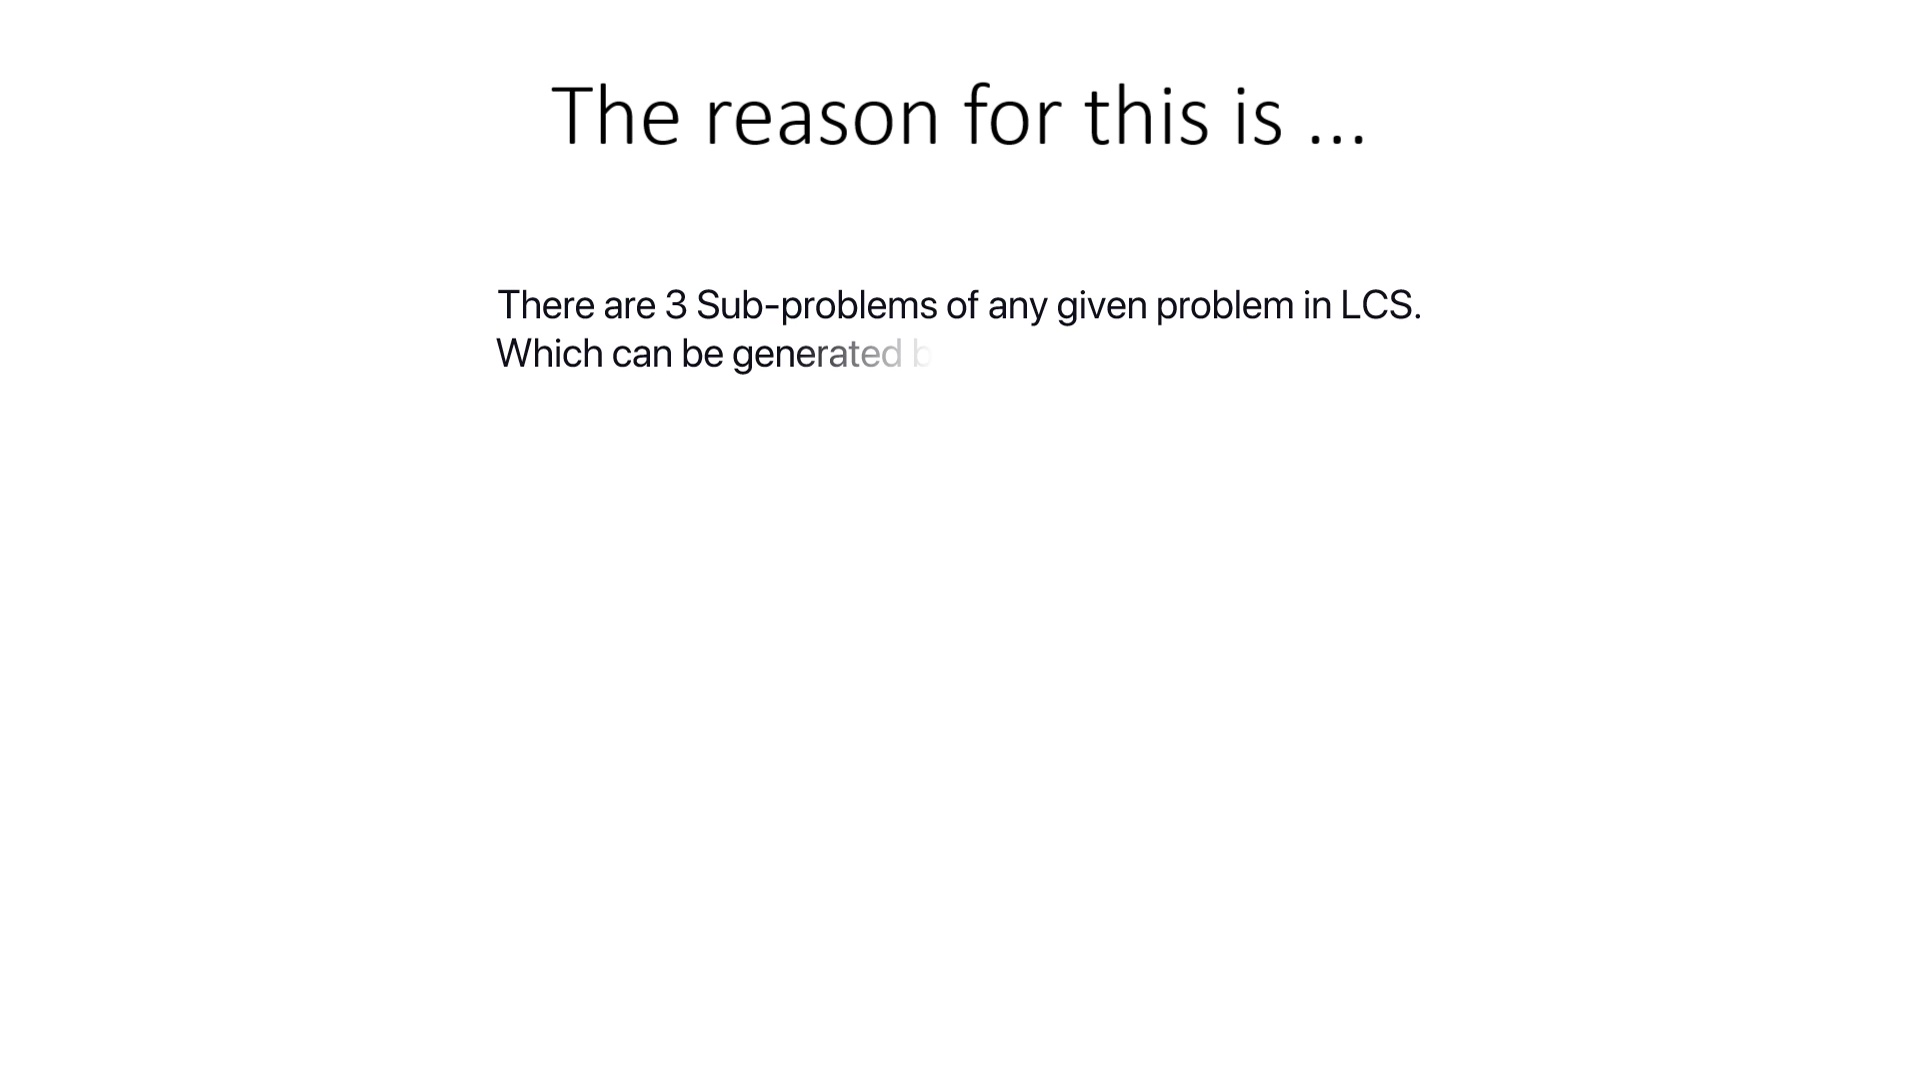 The reason for this is ...
There are 3 Sub-problems of any given problem in LCS.
Which can be generated b